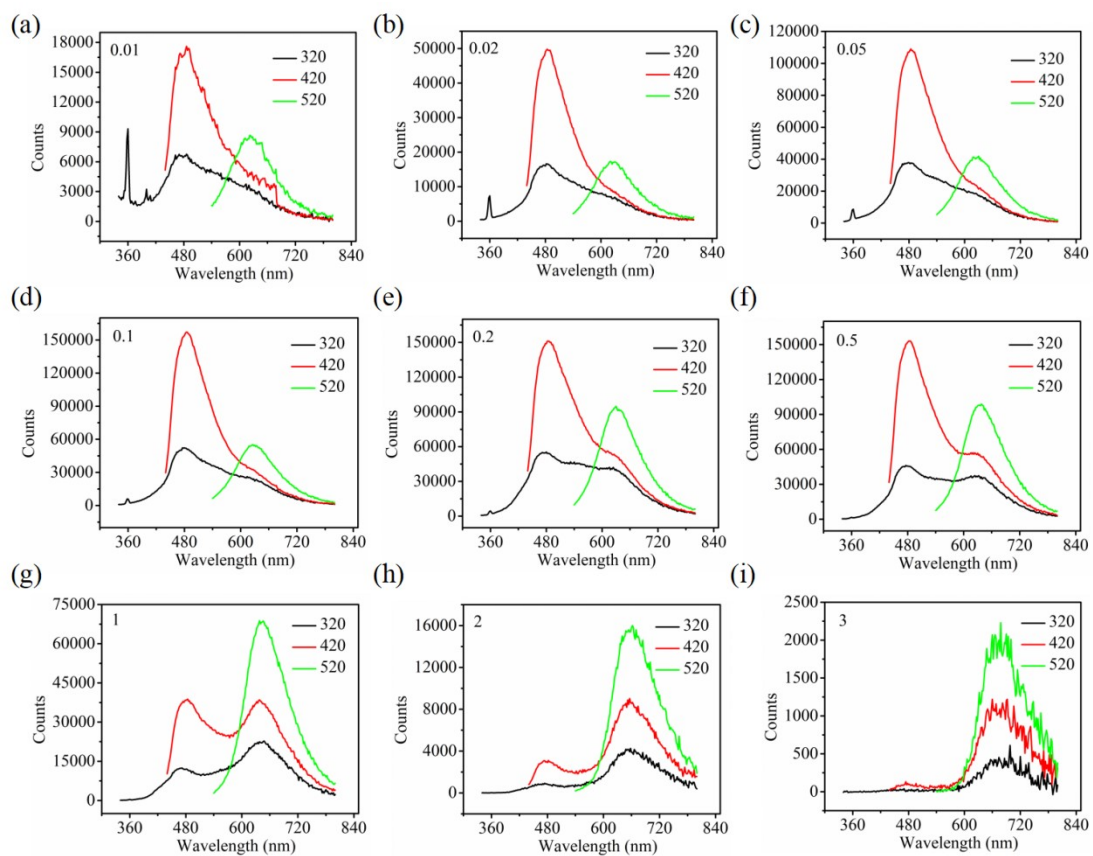 (a)
0.01
320
420
520
18000
15000
12000
9000
6000
3000
0
Counts
360 480 600 720 840
Wavelength (nm)
(b)
0.02
320
420
520
50000
40000
30000
20000
10000
0
Counts
360 480 600 720 840
Wavelength (nm)
(c)
0.05
320
420
520
120000
100000
80000
60000
40000
20000
0
Counts
360 480 600 720 840
Wavelength (nm)
(d)
0.1
320
420
520
150000
120000
90000
60000
30000
0
Counts
360 480 600 720 840
Wavelength (nm)
(e)
0.2
320
420
520
150000
120000
90000
60000
30000
0
Counts
360 480 600 720 840
Wavelength (nm)
(f)
0.5
320
420
520
150000
120000
90000
60000
30000
0
Counts
360 480 600 720 840
Wavelength (nm)
(g)
1
320
420
520
75000
60000
45000
30000
15000
0
Counts
360 480 600 720 840
Wavelength (nm)
(h)
2
320
420
520
16000
12000
8000
4000
0
Counts
360 480 600 720 840
Wavelength (nm)
(i)
3
320
420
520
2500
2000
1500
1000
500
0
Counts
360 480 600 720 840
Wavelength (nm)